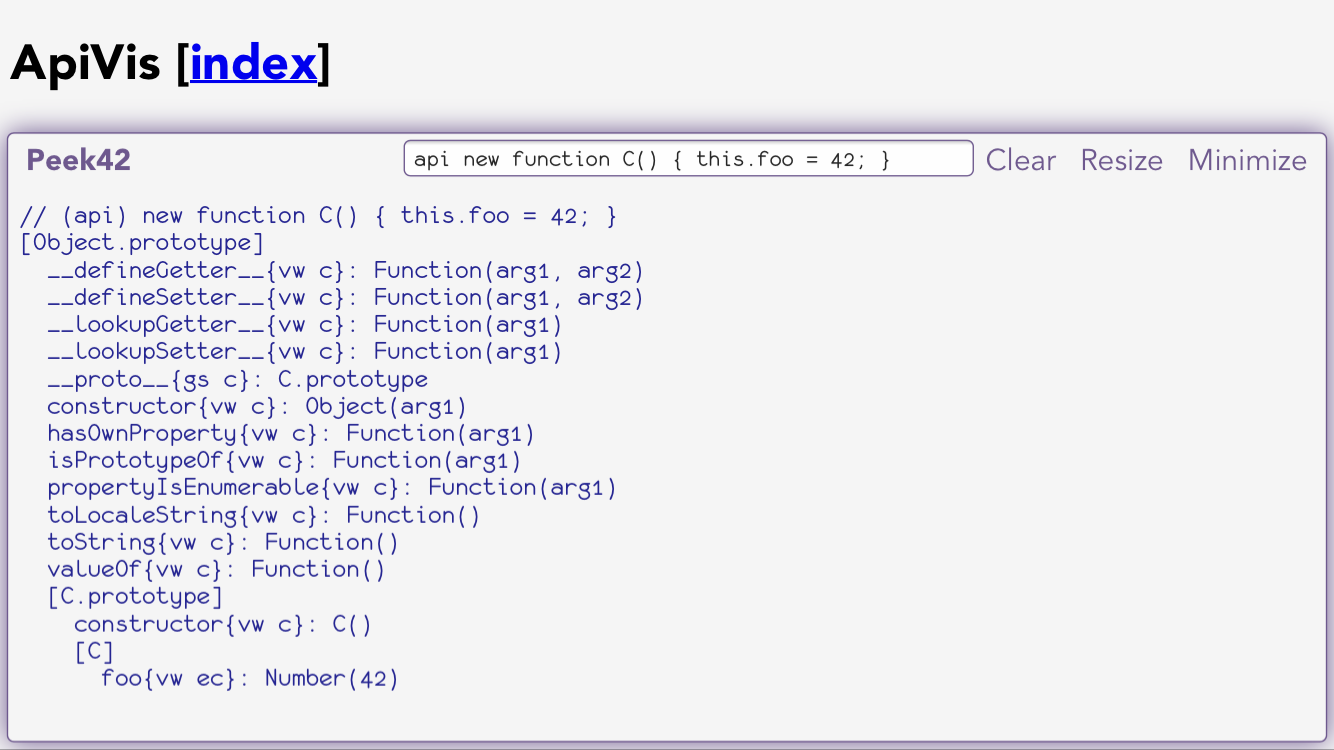 ApiVis [index]
Peek42 api new function C() { this.foo = 42; } Clear Resize Minimize
// (api) new function C() { this.foo = 42; }
[Object.prototype]
  __defineGetter__{vw c}: Function(arg1, arg2)
  __defineSetter__{vw c}: Function(arg1, arg2)
  __lookupGetter__{vw c}: Function(arg1)
  __lookupSetter__{vw c}: Function(arg1)
  __proto__{gs c}: C.prototype
  constructor{vw c}: Object(arg1)
  hasOwnProperty{vw c}: Function(arg1)
  isPrototypeOf{vw c}: Function(arg1)
  propertyIsEnumerable{vw c}: Function(arg1)
  toLocaleString{vw c}: Function()
  toString{vw c}: Function()
  valueOf{vw c}: Function()
  [C.prototype]
    constructor{vw c}: C()
    [C]
      foo{vw ec}: Number(42)